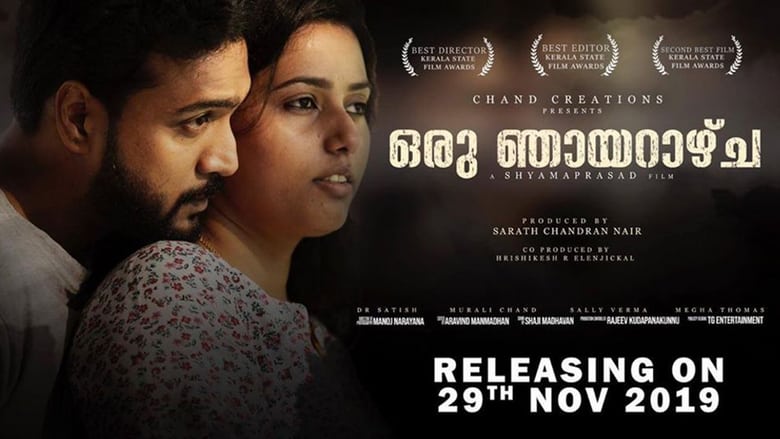 BEST DIRECTOR
KERALA STATE
FILM AWARDS
BEST EDITOR
KERALA STATE
FILM AWARDS
SECOND BEST FILM
KERALA STATE
FILM AWARDS
CHAND CREATIONS
PRESENTS
ഒരു ഞായറാഴ്ച
A SHYAMAPRASAD FILM
PRODUCED BY
SARATH CHANDRAN NAIR
CO PRODUCED BY
HRISHIKESH R ELENJICKAL
DR SATISH MURALI CHAND SALLY VERMA MEGHA THOMAS
MANOJ NARAYANA ARAVIND MANMADHAN SHAJI MADHAVAN RAJEEV KUDAPANAKUNNU TG ENTERTAINMENT
RELEASING ON
29TH NOV 2019